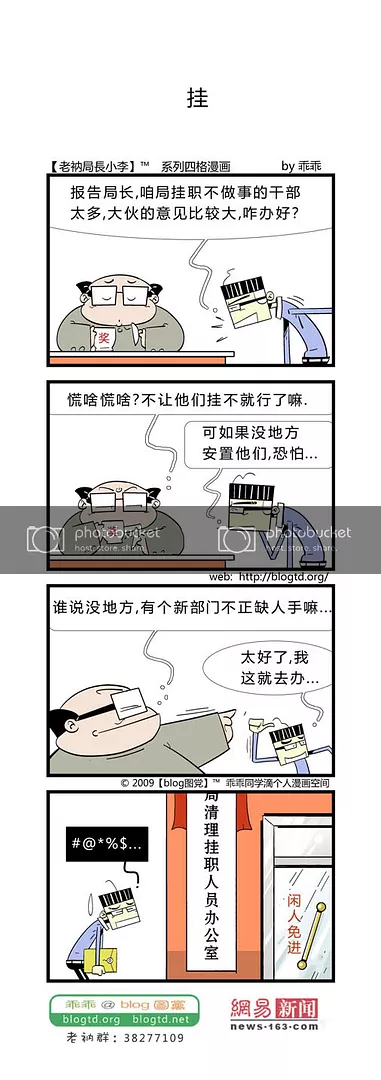 挂
【老衲局長小李】™ 系列四格漫画 by 乖乖
报告局长,咱局挂职不做事的干部
太多,大伙的意见比较大,咋办好?
奖
慌啥慌啥?不让他们挂不就行了嘛.
可如果没地方
安置他们,恐怕...
photobucket
host. store. share.
photobucket
host. store. share.
web: http://blogtd.org/
谁说没地方,有个新部门不正缺人手嘛...
太好了,我
这就去办...
© 2009【blog图党】™ 乖乖同学滴个人漫画空间
#@*%$...
局清理挂职人员办公室
闲人免进
乖乖@blog圖黨
blogtd.org blogtd.net
老衲群:38277109
網易新闻
news·163·com